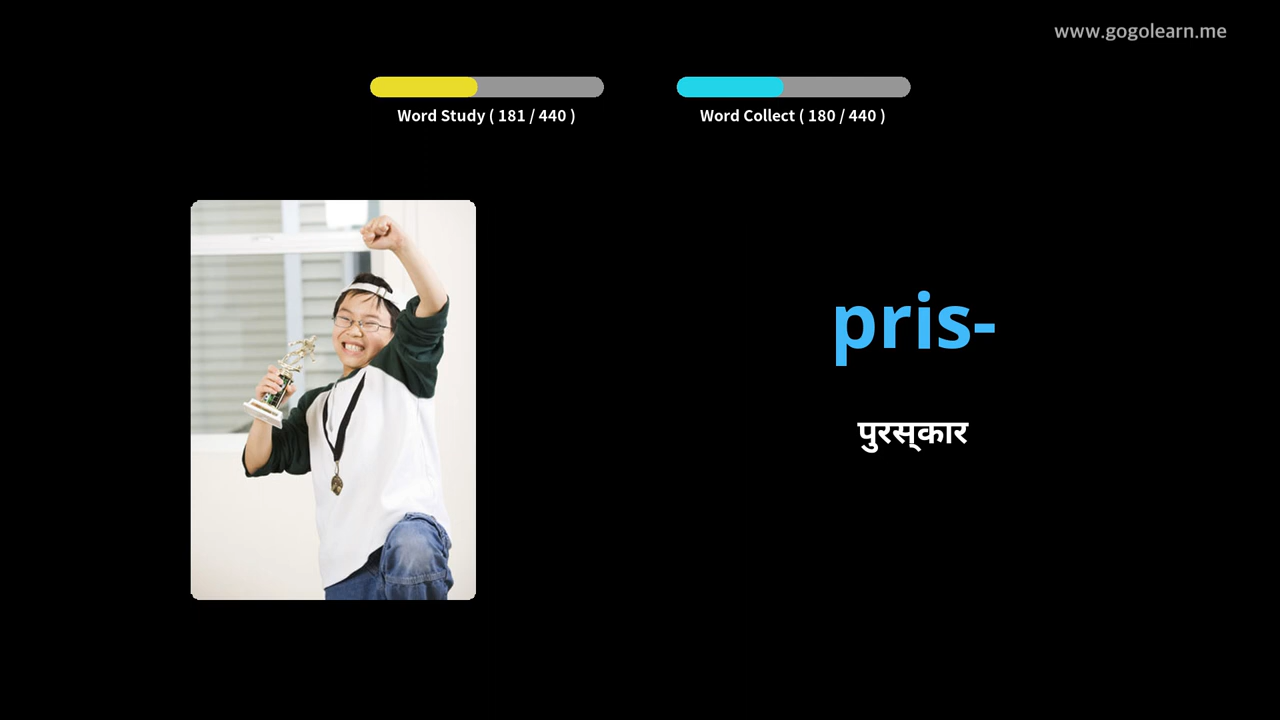 www.gogolearn.me
Word Study ( 181 / 440 )
Word Collect ( 180 / 440 )
pris-
पुरस्कार